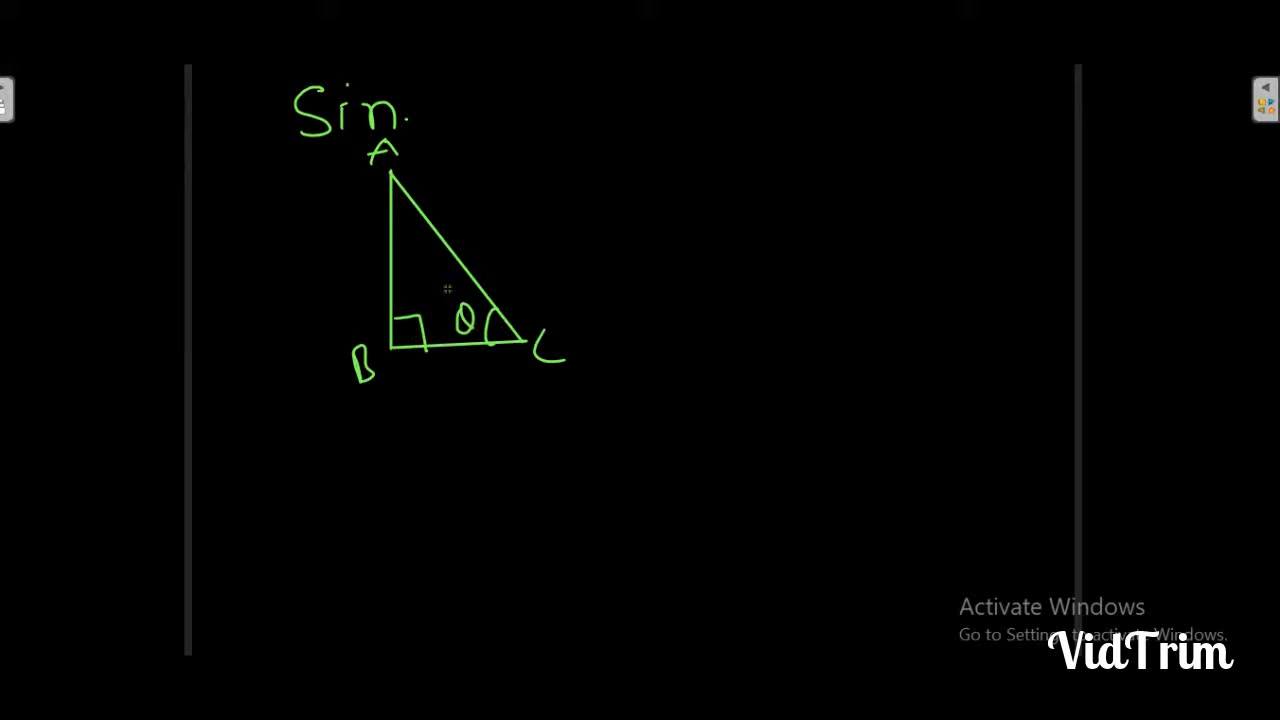 Sin.
A
θ
B
C
Activate Windows
Go to Settings to activate Windows.
VidTrim